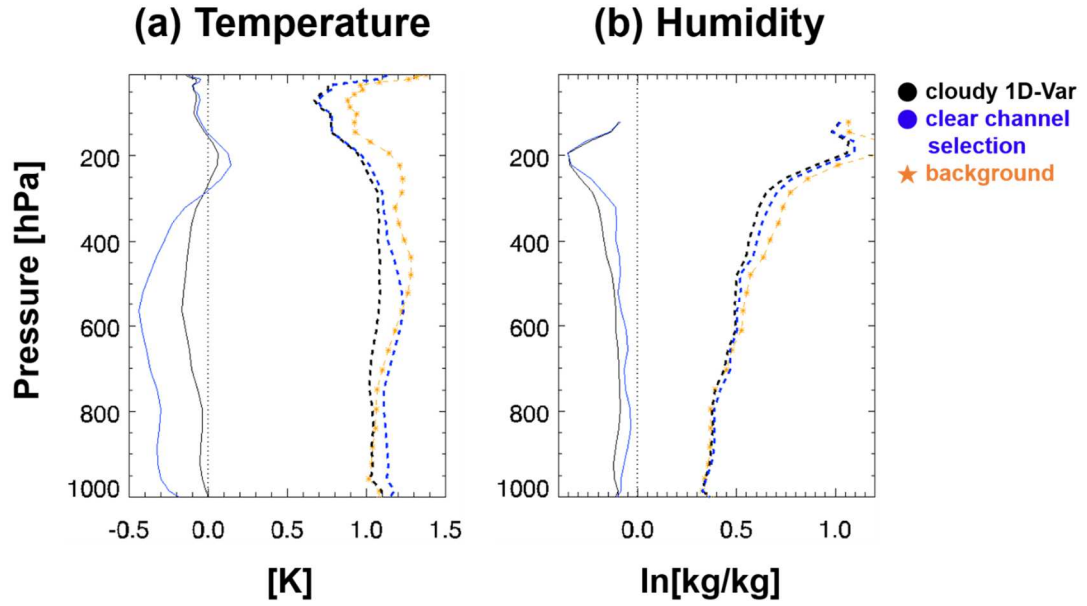 (a) Temperature
(b) Humidity
cloudy 1D-Var
clear channel
selection
background
Pressure [hPa]
200
400
600
800
1000
-0.5 0.0 0.5 1.0 1.5
[K]
200
400
600
800
1000
0.0 0.5 1.0
ln[kg/kg]